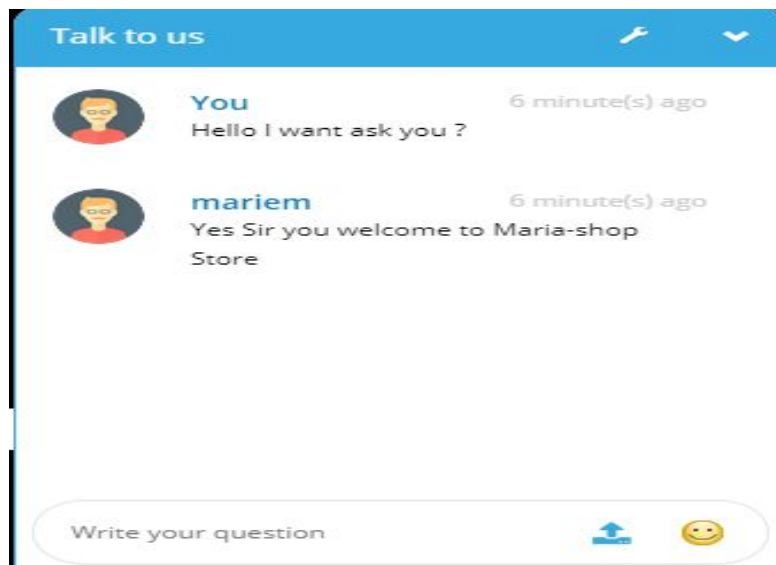 Talk to us
You 6 minute(s) ago
Hello I want ask you ?
mariem 6 minute(s) ago
Yes Sir you welcome to Maria-shop
Store
Write your question